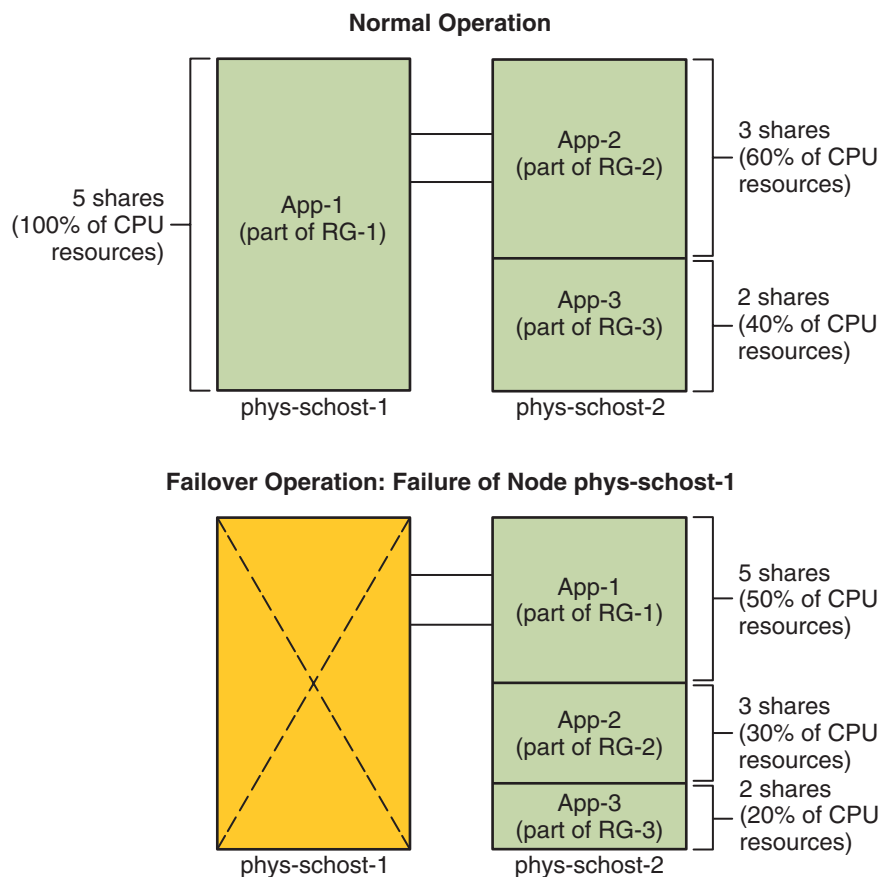 Normal Operation
5 shares
(100% of CPU
resources)
App-1
(part of RG-1)
phys-schost-1
App-2
(part of RG-2)
3 shares
(60% of CPU
resources)
App-3
(part of RG-3)
2 shares
(40% of CPU
resources)
phys-schost-2
Failover Operation: Failure of Node phys-schost-1
phys-schost-1
App-1
(part of RG-1)
5 shares
(50% of CPU
resources)
App-2
(part of RG-2)
3 shares
(30% of CPU
resources)
App-3
(part of RG-3)
2 shares
(20% of CPU
resources)
phys-schost-2